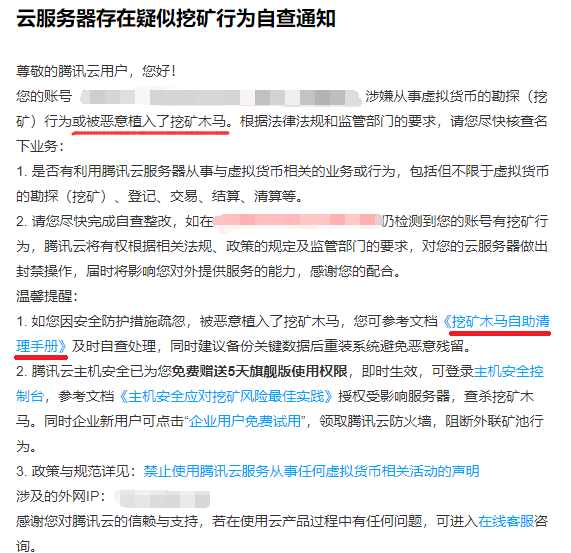 云服务器存在疑似挖矿行为自查通知
尊敬的腾讯云用户，您好！
您的账号 涉嫌从事虚拟货币的勘探（挖
矿）行为或被恶意植入了挖矿木马。根据法律法规和监管部门的要求，请您尽快核查名
下业务：
1. 是否有利用腾讯云服务器从事与虚拟货币相关的业务或行为，包括但不限于虚拟货币
的勘探（挖矿）、登记、交易、结算、清算等。
2. 请您尽快完成自查整改，如在 仍检测到您的账号有挖矿行
为，腾讯云将有权根据相关法规、政策的规定及监管部门的要求，对您的云服务器做出
封禁操作，届时将影响您对外提供服务的能力，感谢您的配合。
温馨提醒：
1. 如您因安全防护措施疏忽，被恶意植入了挖矿木马，您可参考文档《挖矿木马自助清
理手册》及时自查处理，同时建议备份关键数据后重装系统避免恶意残留。
2. 腾讯云主机安全已为您免费赠送5天旗舰版使用权限，即时生效，可登录主机安全控
制台，参考文档《主机安全应对挖矿风险最佳实践》授权受影响服务器，查杀挖矿木
马。同时企业新用户可点击“企业用户免费试用”，领取腾讯云防火墙，阻断外联矿池行
为。
3. 政策与规范详见：禁止使用腾讯云服务从事任何虚拟货币相关活动的声明
涉及的外网IP：
感谢您对腾讯云的信赖与支持，若在使用云产品过程中有任何问题，可进入在线客服咨
询。